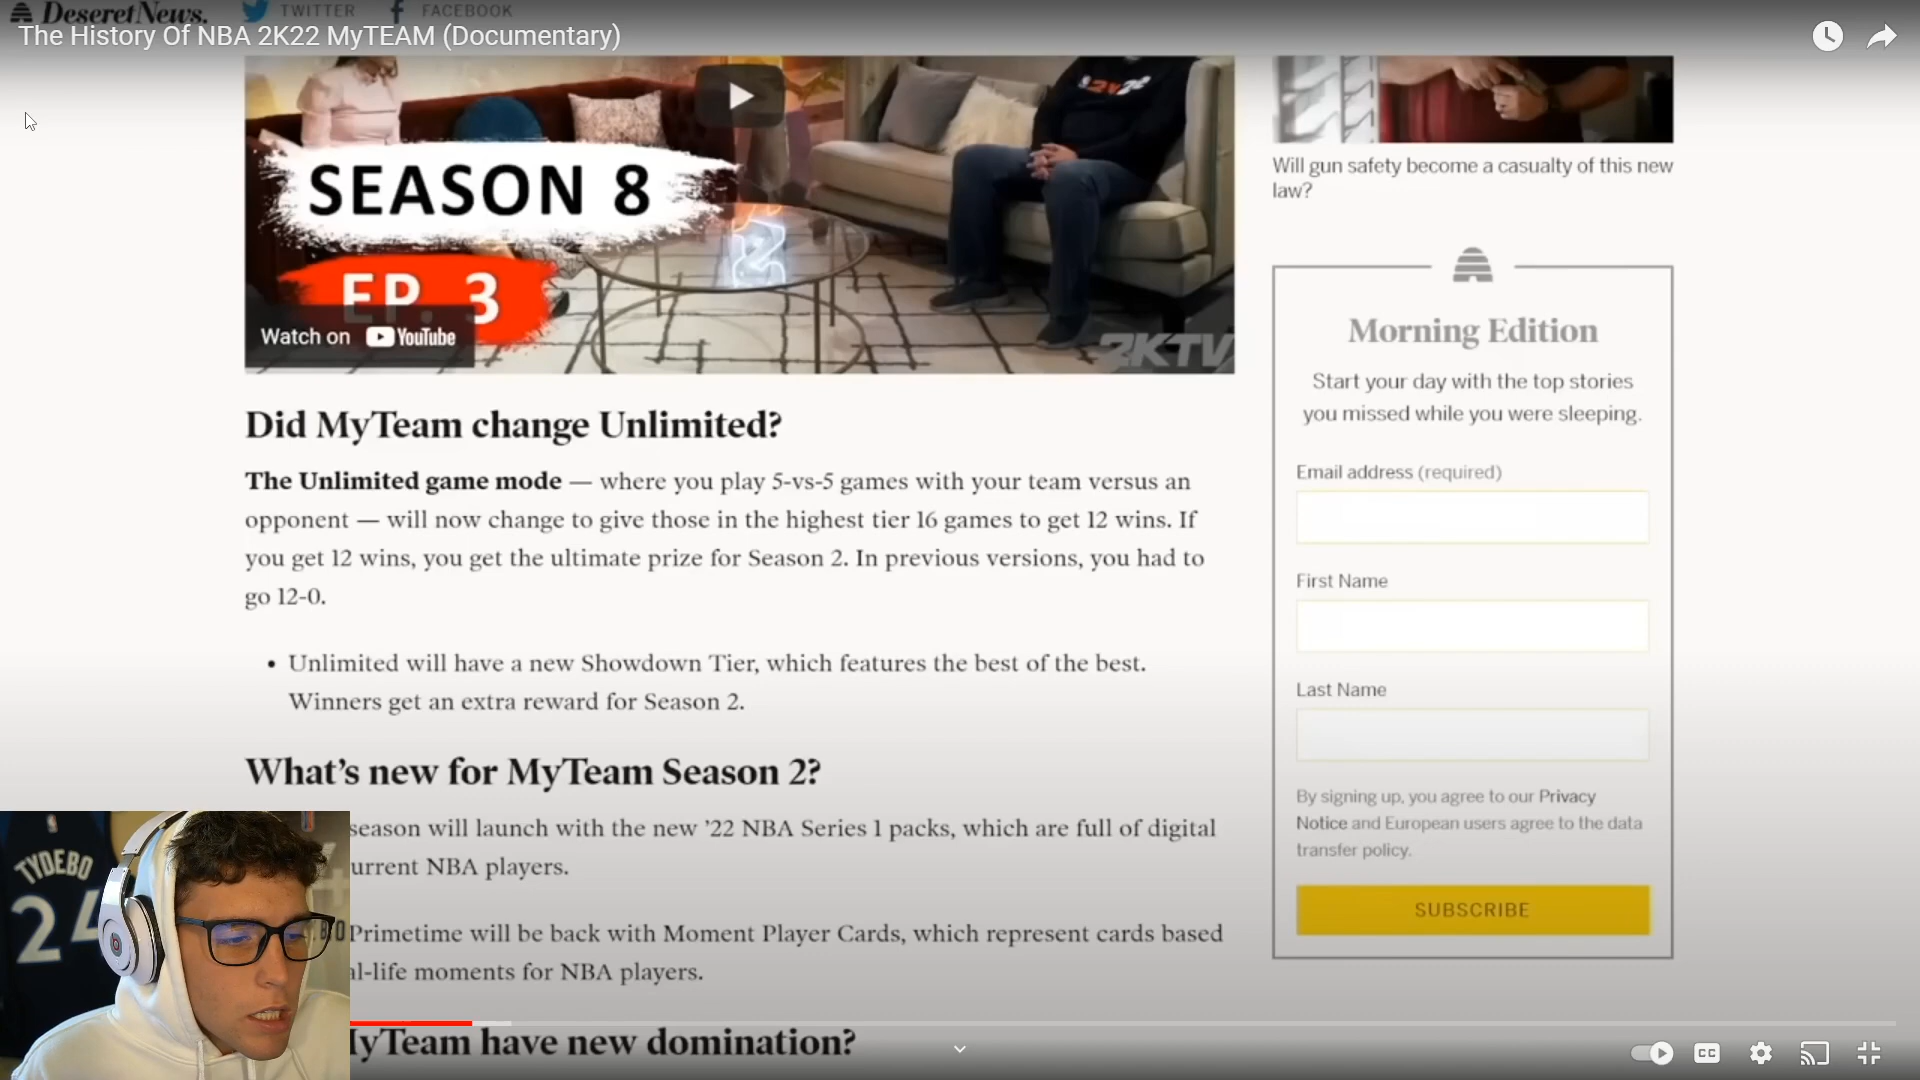 Deseret News.
TWITTER
FACEBOOK
The History Of NBA 2K22 MyTEAM (Documentary)
SEASON 8
EP. 3
Watch on YouTube
2KTV
Will gun safety become a casualty of this new
law?
Did MyTeam change Unlimited?
The Unlimited game mode — where you play 5-vs-5 games with your team versus an
opponent — will now change to give those in the highest tier 16 games to get 12 wins. If
you get 12 wins, you get the ultimate prize for Season 2. In previous versions, you had to
go 12-0.
• Unlimited will have a new Showdown Tier, which features the best of the best.
Winners get an extra reward for Season 2.
What's new for MyTeam Season 2?
season will launch with the new '22 NBA Series 1 packs, which are full of digital
urrent NBA players.
Primetime will be back with Moment Player Cards, which represent cards based
al-life moments for NBA players.
MyTeam have new domination?
Morning Edition
Start your day with the top stories
you missed while you were sleeping.
Email address (required)
First Name
Last Name
By signing up, you agree to our Privacy
Notice and European users agree to the data
transfer policy.
SUBSCRIBE
TYDEBO
24
CC